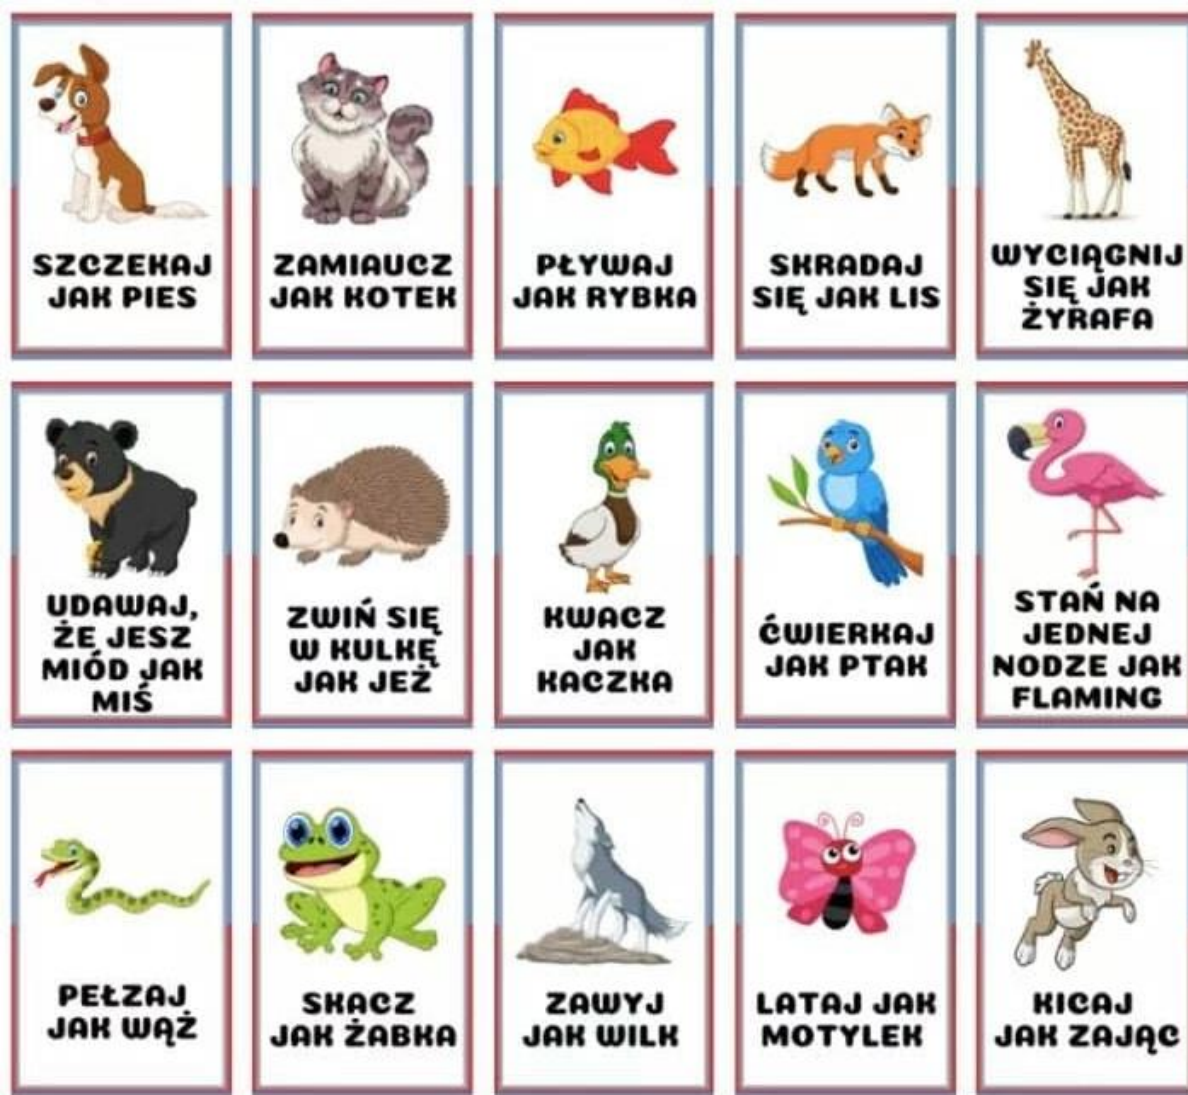 SZCZEKAJ
JAK PIES
ZAMIAUCZ
JAK KOTEK
PŁYWAJ
JAK RYBKA
SKRADAJ
SIĘ JAK LIS
WYCIĄGNIJ
SIĘ JAK
ŻYRAFA
UDAWAJ,
ŻE JESZ
MIÓD JAK
MIŚ
ZWIŃ SIĘ
W KULKĘ
JAK JEŻ
KWACZ
JAK
KACZKA
ĆWIERKAJ
JAK PTAK
STAŃ NA
JEDNEJ
NODZE JAK
FLAMING
PEŁZAJ
JAK WĄŻ
SKACZ
JAK ŻABKA
ZAWYJ
JAK WILK
LATAJ JAK
MOTYLEK
KICAJ
JAK ZAJĄC